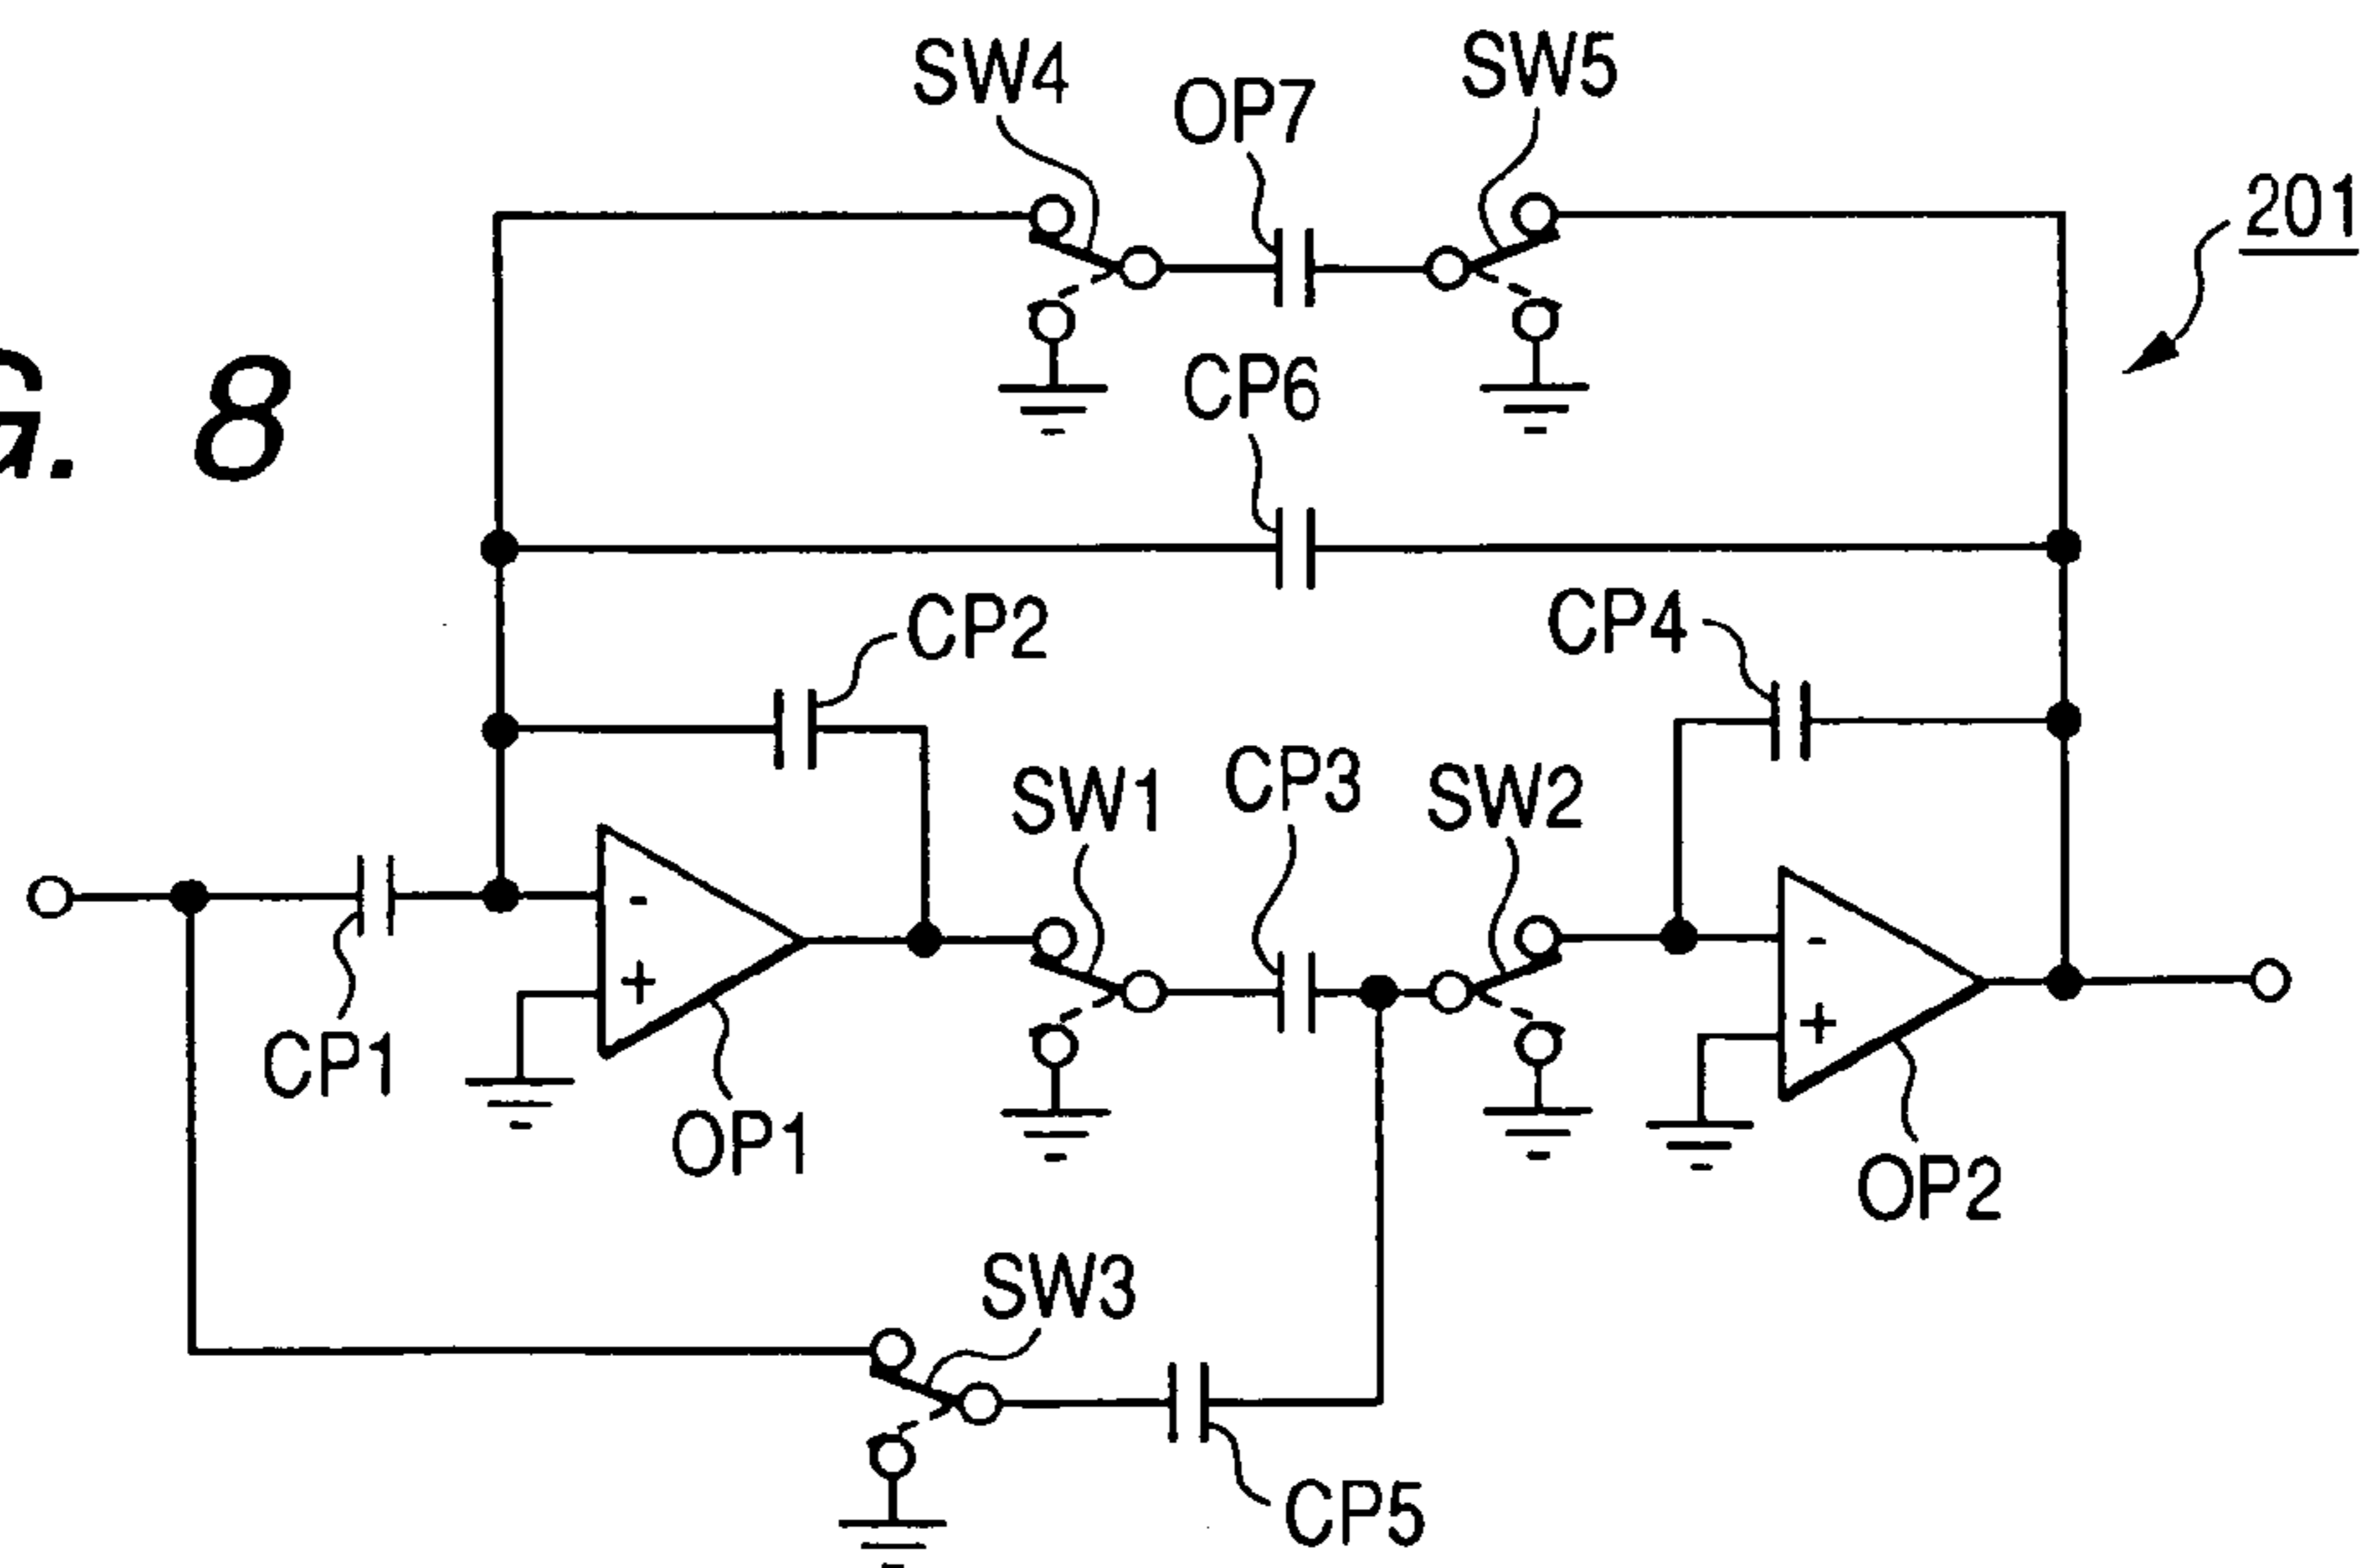 G. 8
SW4
OP7
SW5
201
CP6
CP2
CP4
SW1
CP3
SW2
-
+
-
+
CP1
OP1
OP2
SW3
CP5